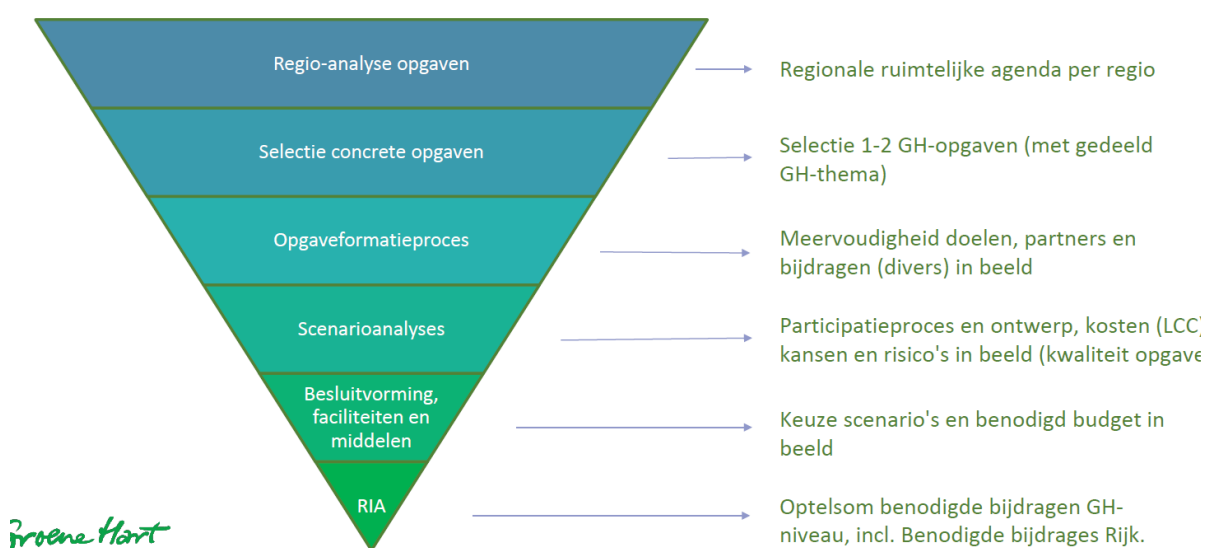 Regio-analyse opgaven
Regionale ruimtelijke agenda per regio
Selectie concrete opgaven
Selectie 1-2 GH-opgaven (met gedeeld
GH-thema)
Opgaveformatieproces
Meervoudigheid doelen, partners en
bijdragen (divers) in beeld
Scenarioanalyses
Participatieproces en ontwerp, kosten (LCC)
kansen en risico's in beeld (kwaliteit opgave
Besluitvorming,
faciliteiten en
middelen
Keuze scenario's en benodigd budget in
beeld
RIA
Optelsom benodigde bijdragen GH-
niveau, incl. Benodigde bijdrages Rijk.
Groene Hart